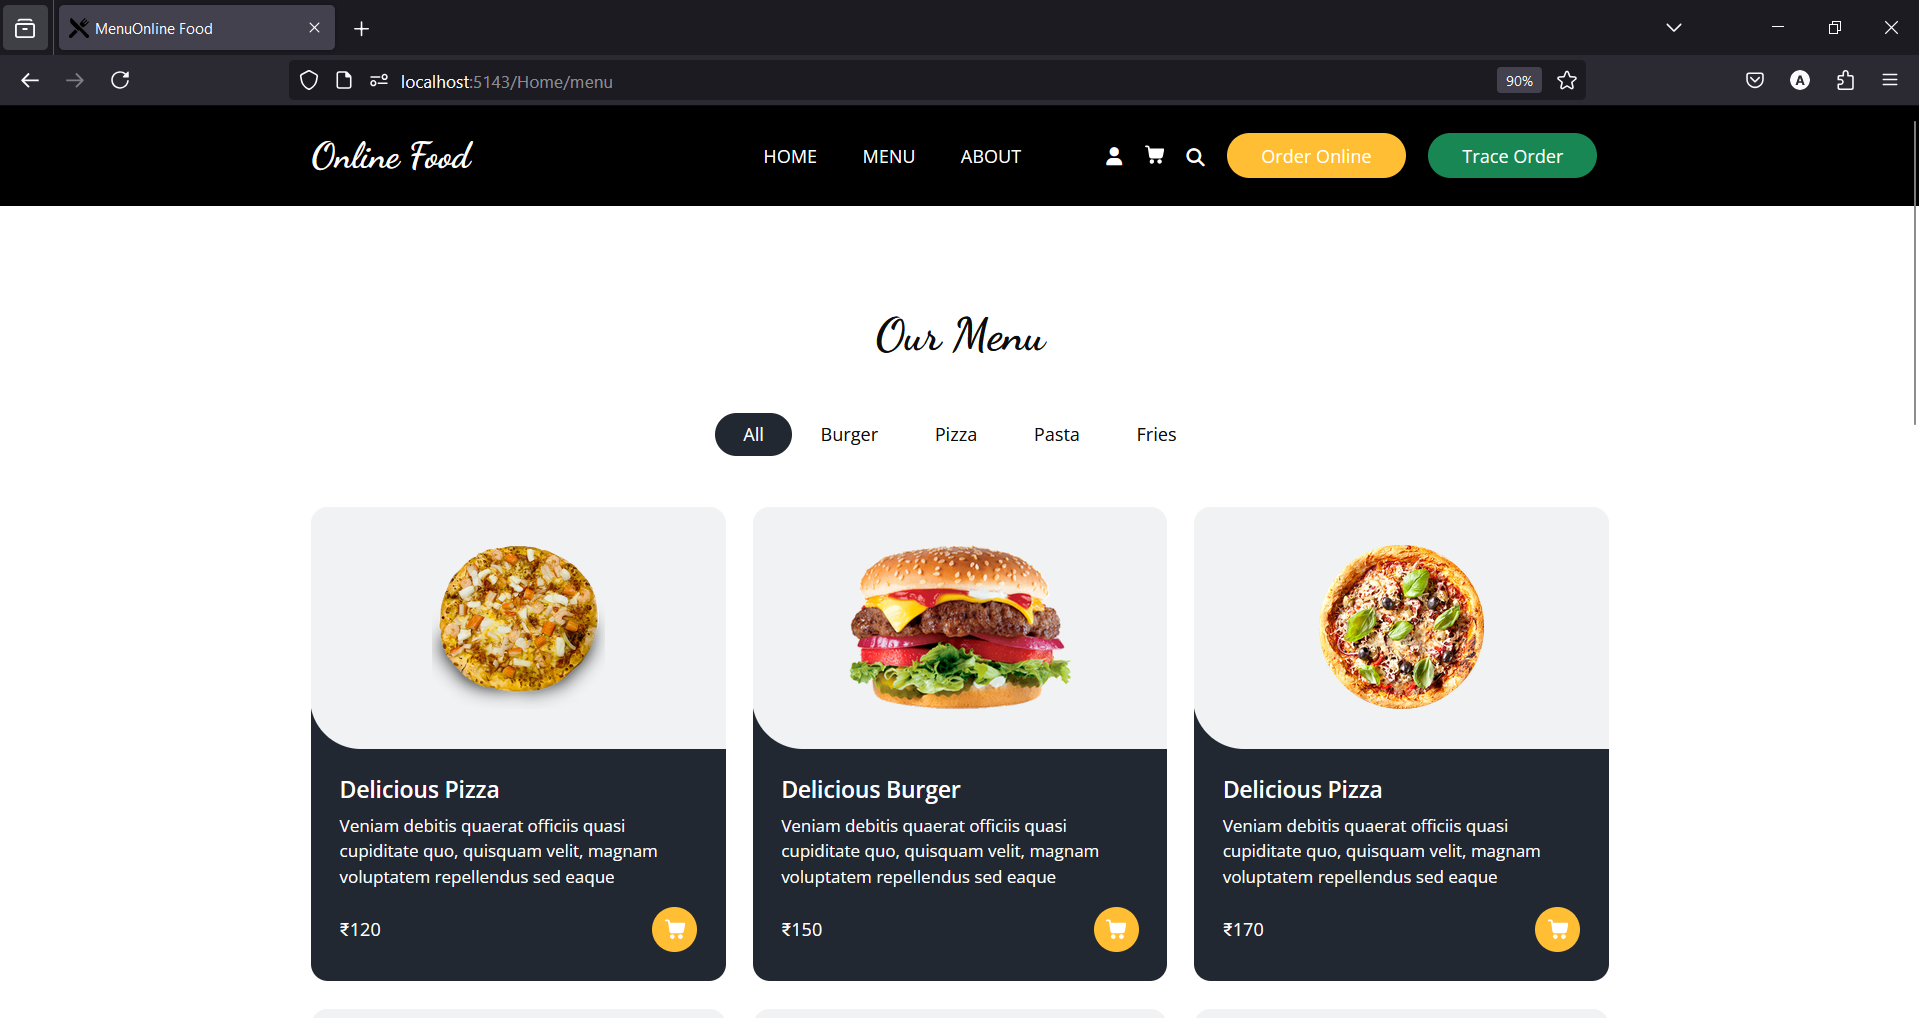 MenuOnline Food
localhost:5143/Home/menu
90%
A
Online Food
HOME
MENU
ABOUT
Order Online
Trace Order
Our Menu
All
Burger
Pizza
Pasta
Fries
Delicious Pizza
Veniam debitis quaerat officiis quasi
cupiditate quo, quisquam velit, magnam
voluptatem repellendus sed eaque
₹120
Delicious Burger
Veniam debitis quaerat officiis quasi
cupiditate quo, quisquam velit, magnam
voluptatem repellendus sed eaque
₹150
Delicious Pizza
Veniam debitis quaerat officiis quasi
cupiditate quo, quisquam velit, magnam
voluptatem repellendus sed eaque
₹170